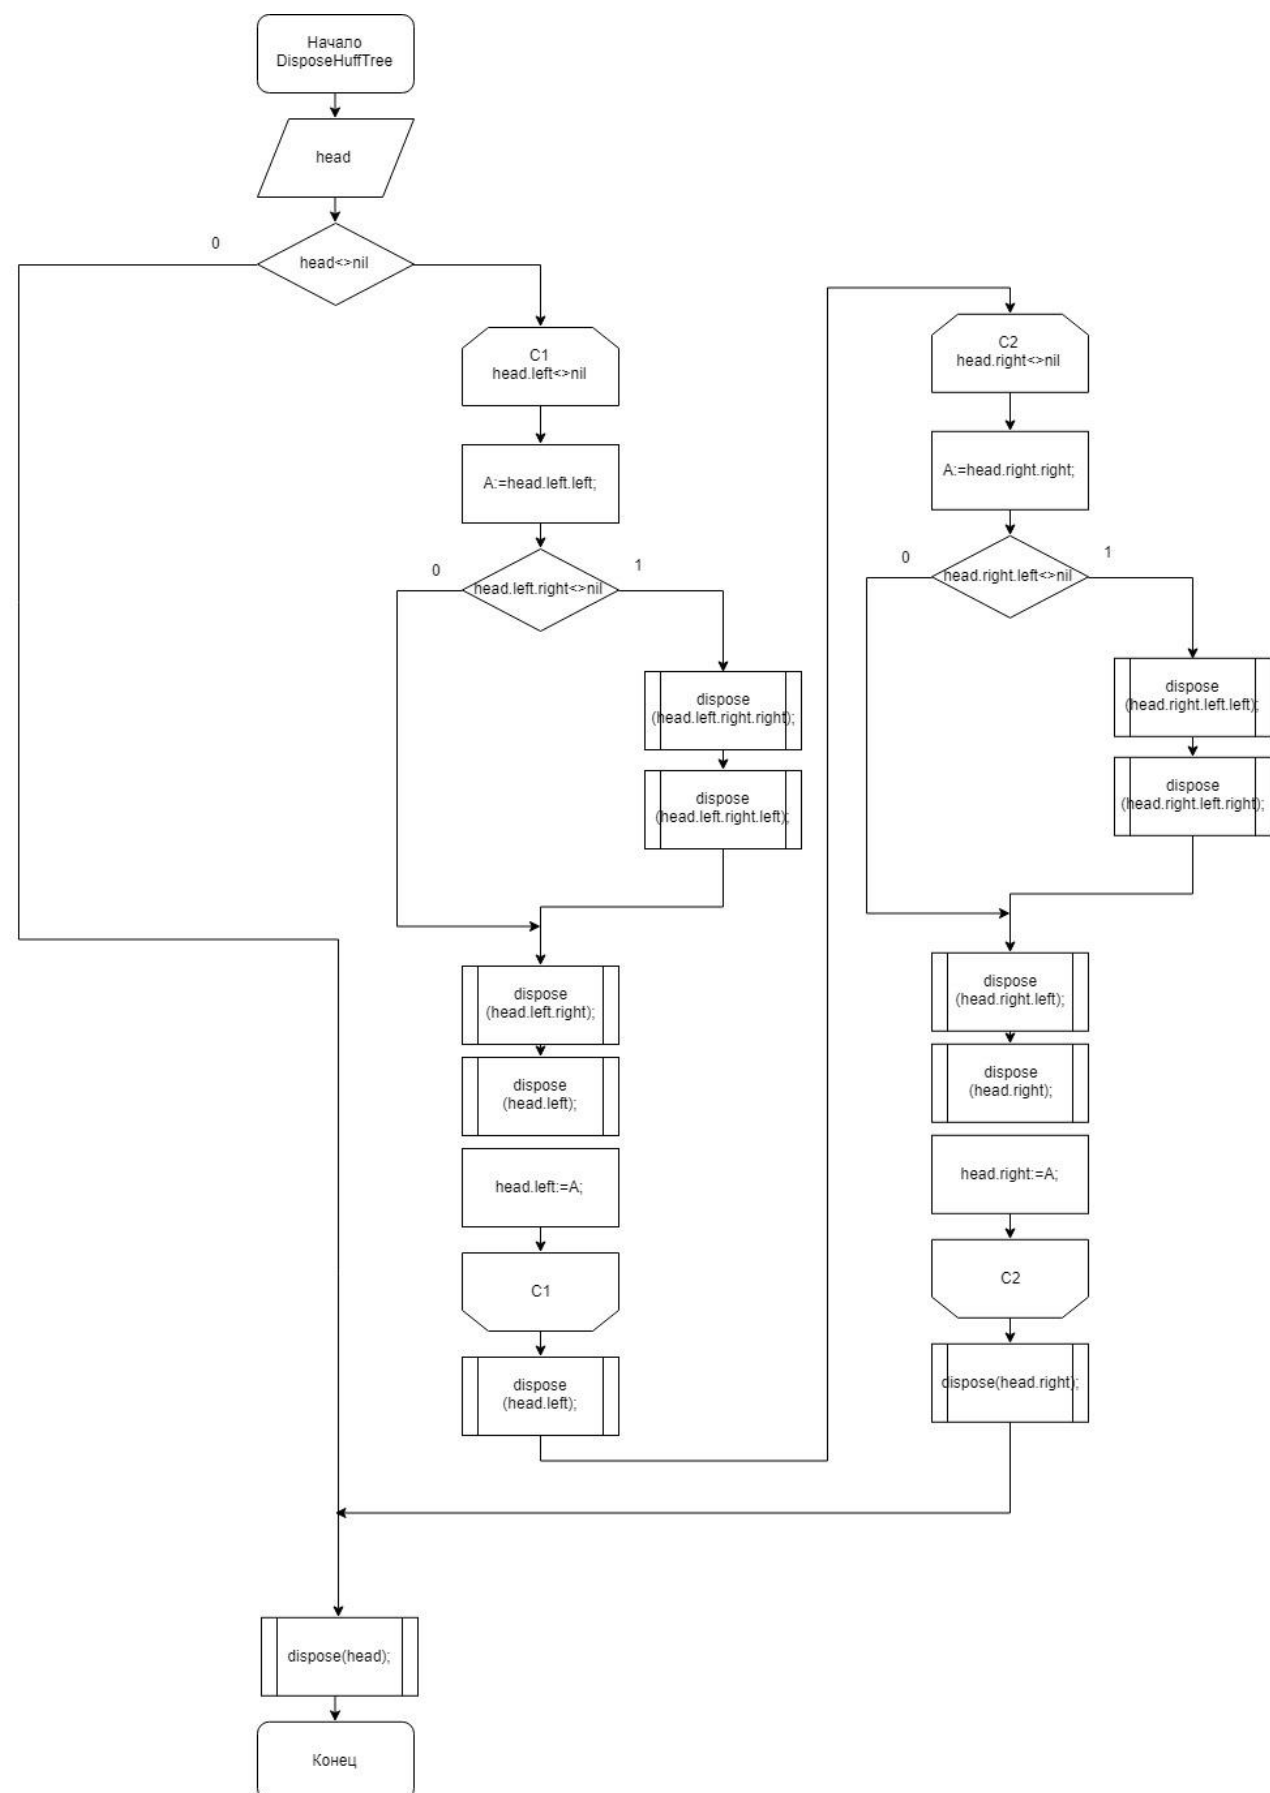 Начало
DisposeHuffTree
head
0
head<>nil
C1
head.left<>nil
A:=head.left.left;
0
1
head.left.right<>nil
dispose
(head.left.right.right);
dispose
(head.left.right.left);
dispose
(head.left.right);
dispose
(head.left);
head.left:=A;
C1
dispose
(head.left);
C2
head.right<>nil
A:=head.right.right;
0
1
head.right.left<>nil
dispose
(head.right.left.left);
dispose
(head.right.left.right);
dispose
(head.right.left);
dispose
(head.right);
head.right:=A;
C2
dispose(head.right);
dispose(head);
Конец